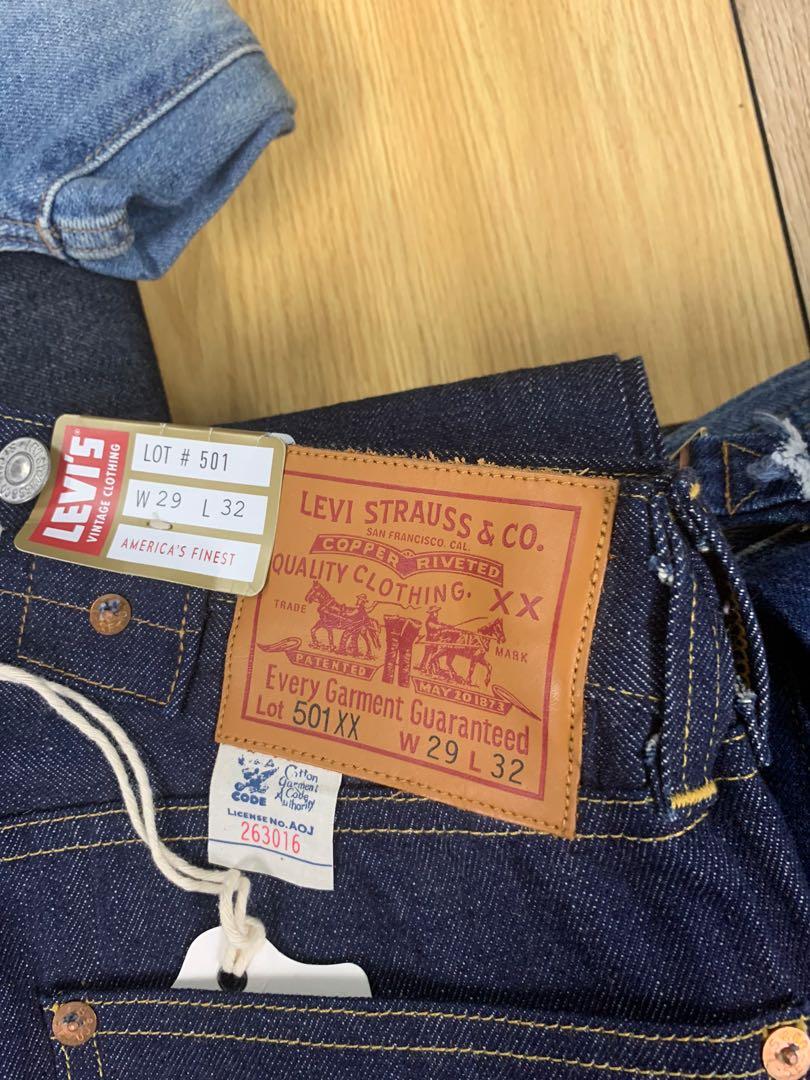 LEVI'S®
VINTAGE CLOTHING
LOT # 501
W 29 L 32
AMERICA'S FINEST
LEVI STRAUSS & CO.
SAN FRANCISCO, CAL.
COPPER RIVETED
QUALITY CLOTHING. XX
TRADE MARK
PATENTED MAY 20 1873
Every Garment Guaranteed
Lot 501XX W 29 L 32
Cotton
Garment
CODE Code
Authority
LICENSE NO. AOJ
263016